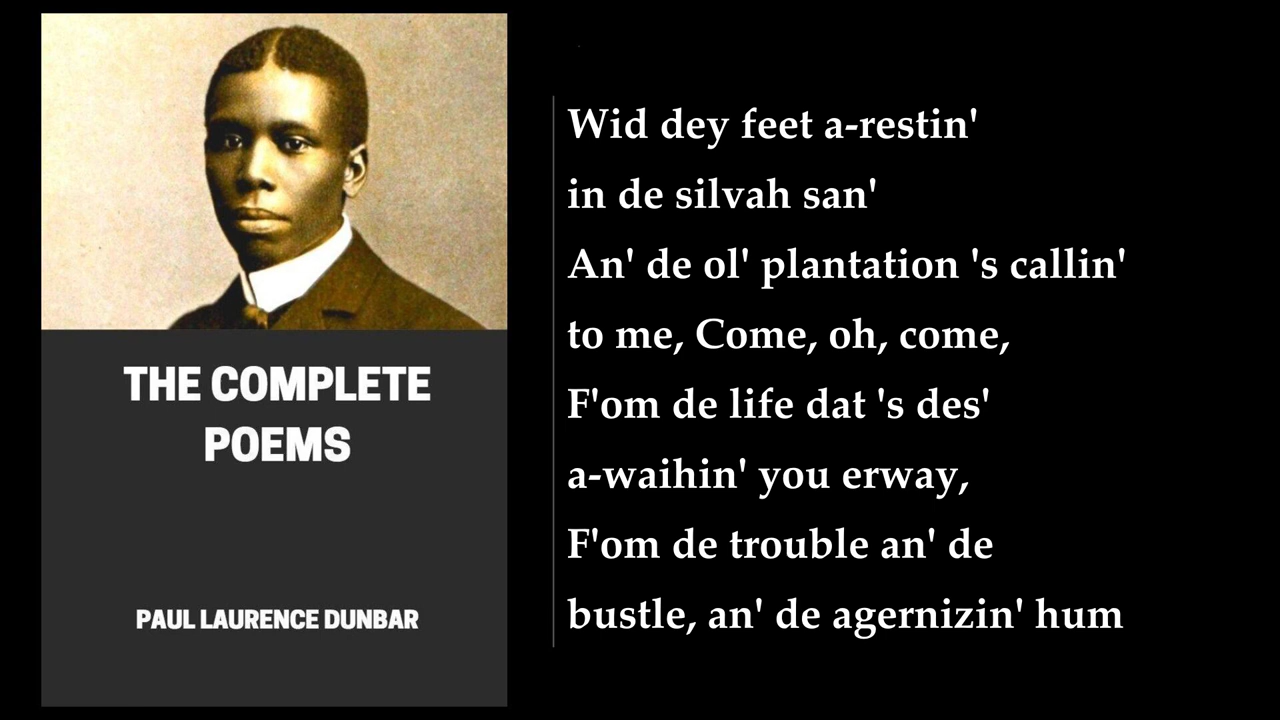 THE COMPLETE
POEMS
PAUL LAURENCE DUNBAR
Wid dey feet a-restin'
in de silvah san'
An' de ol' plantation 's callin'
to me, Come, oh, come,
F'om de life dat 's des'
a-waihin' you erway,
F'om de trouble an' de
bustle, an' de agernizin' hum